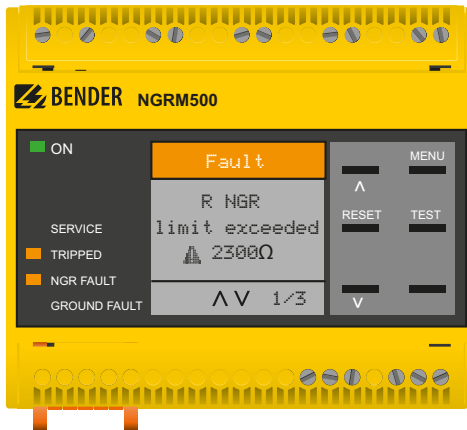 BENDER NGRM500
ON
Fault
MENU
R NGR
limit exceeded
2300Ω
RESET
TEST
SERVICE
TRIPPED
NGR FAULT
GROUND FAULT
1/3